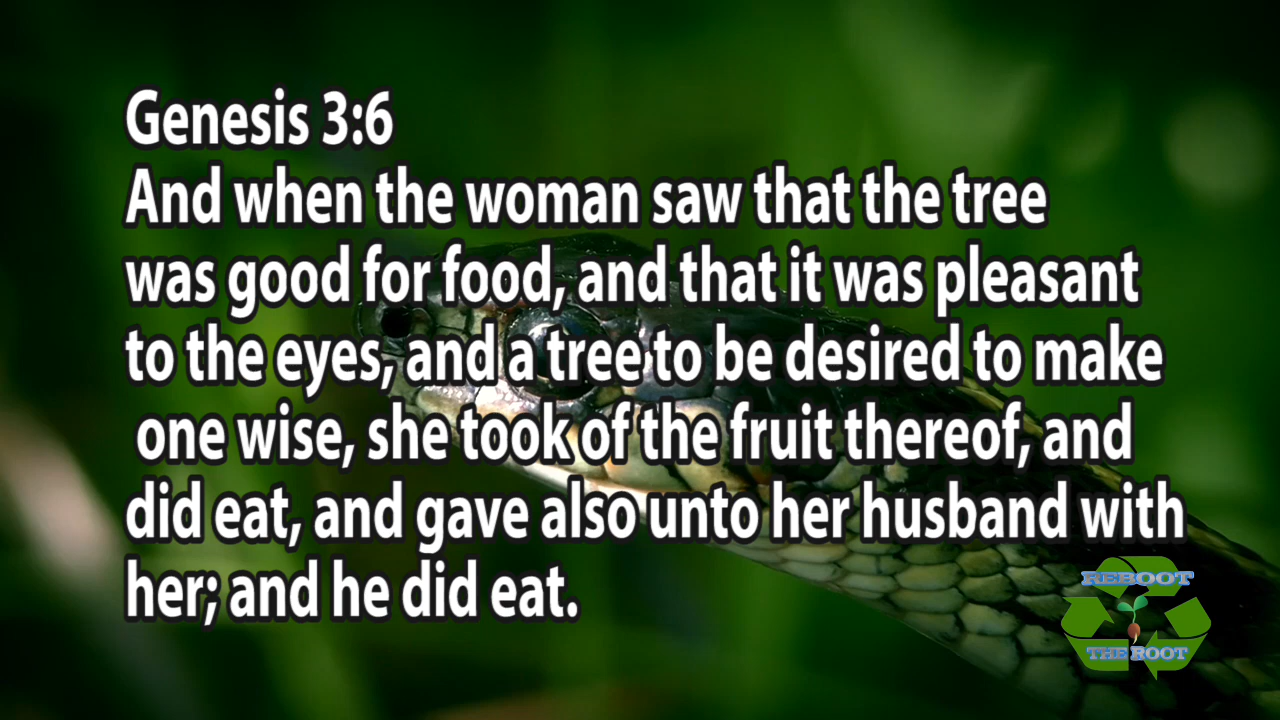 Genesis 3:6
And when the woman saw that the tree
was good for food, and that it was pleasant
to the eyes, and a tree to be desired to make
one wise, she took of the fruit thereof, and
did eat, and gave also unto her husband with
her; and he did eat.
REBOOT
THE ROOT